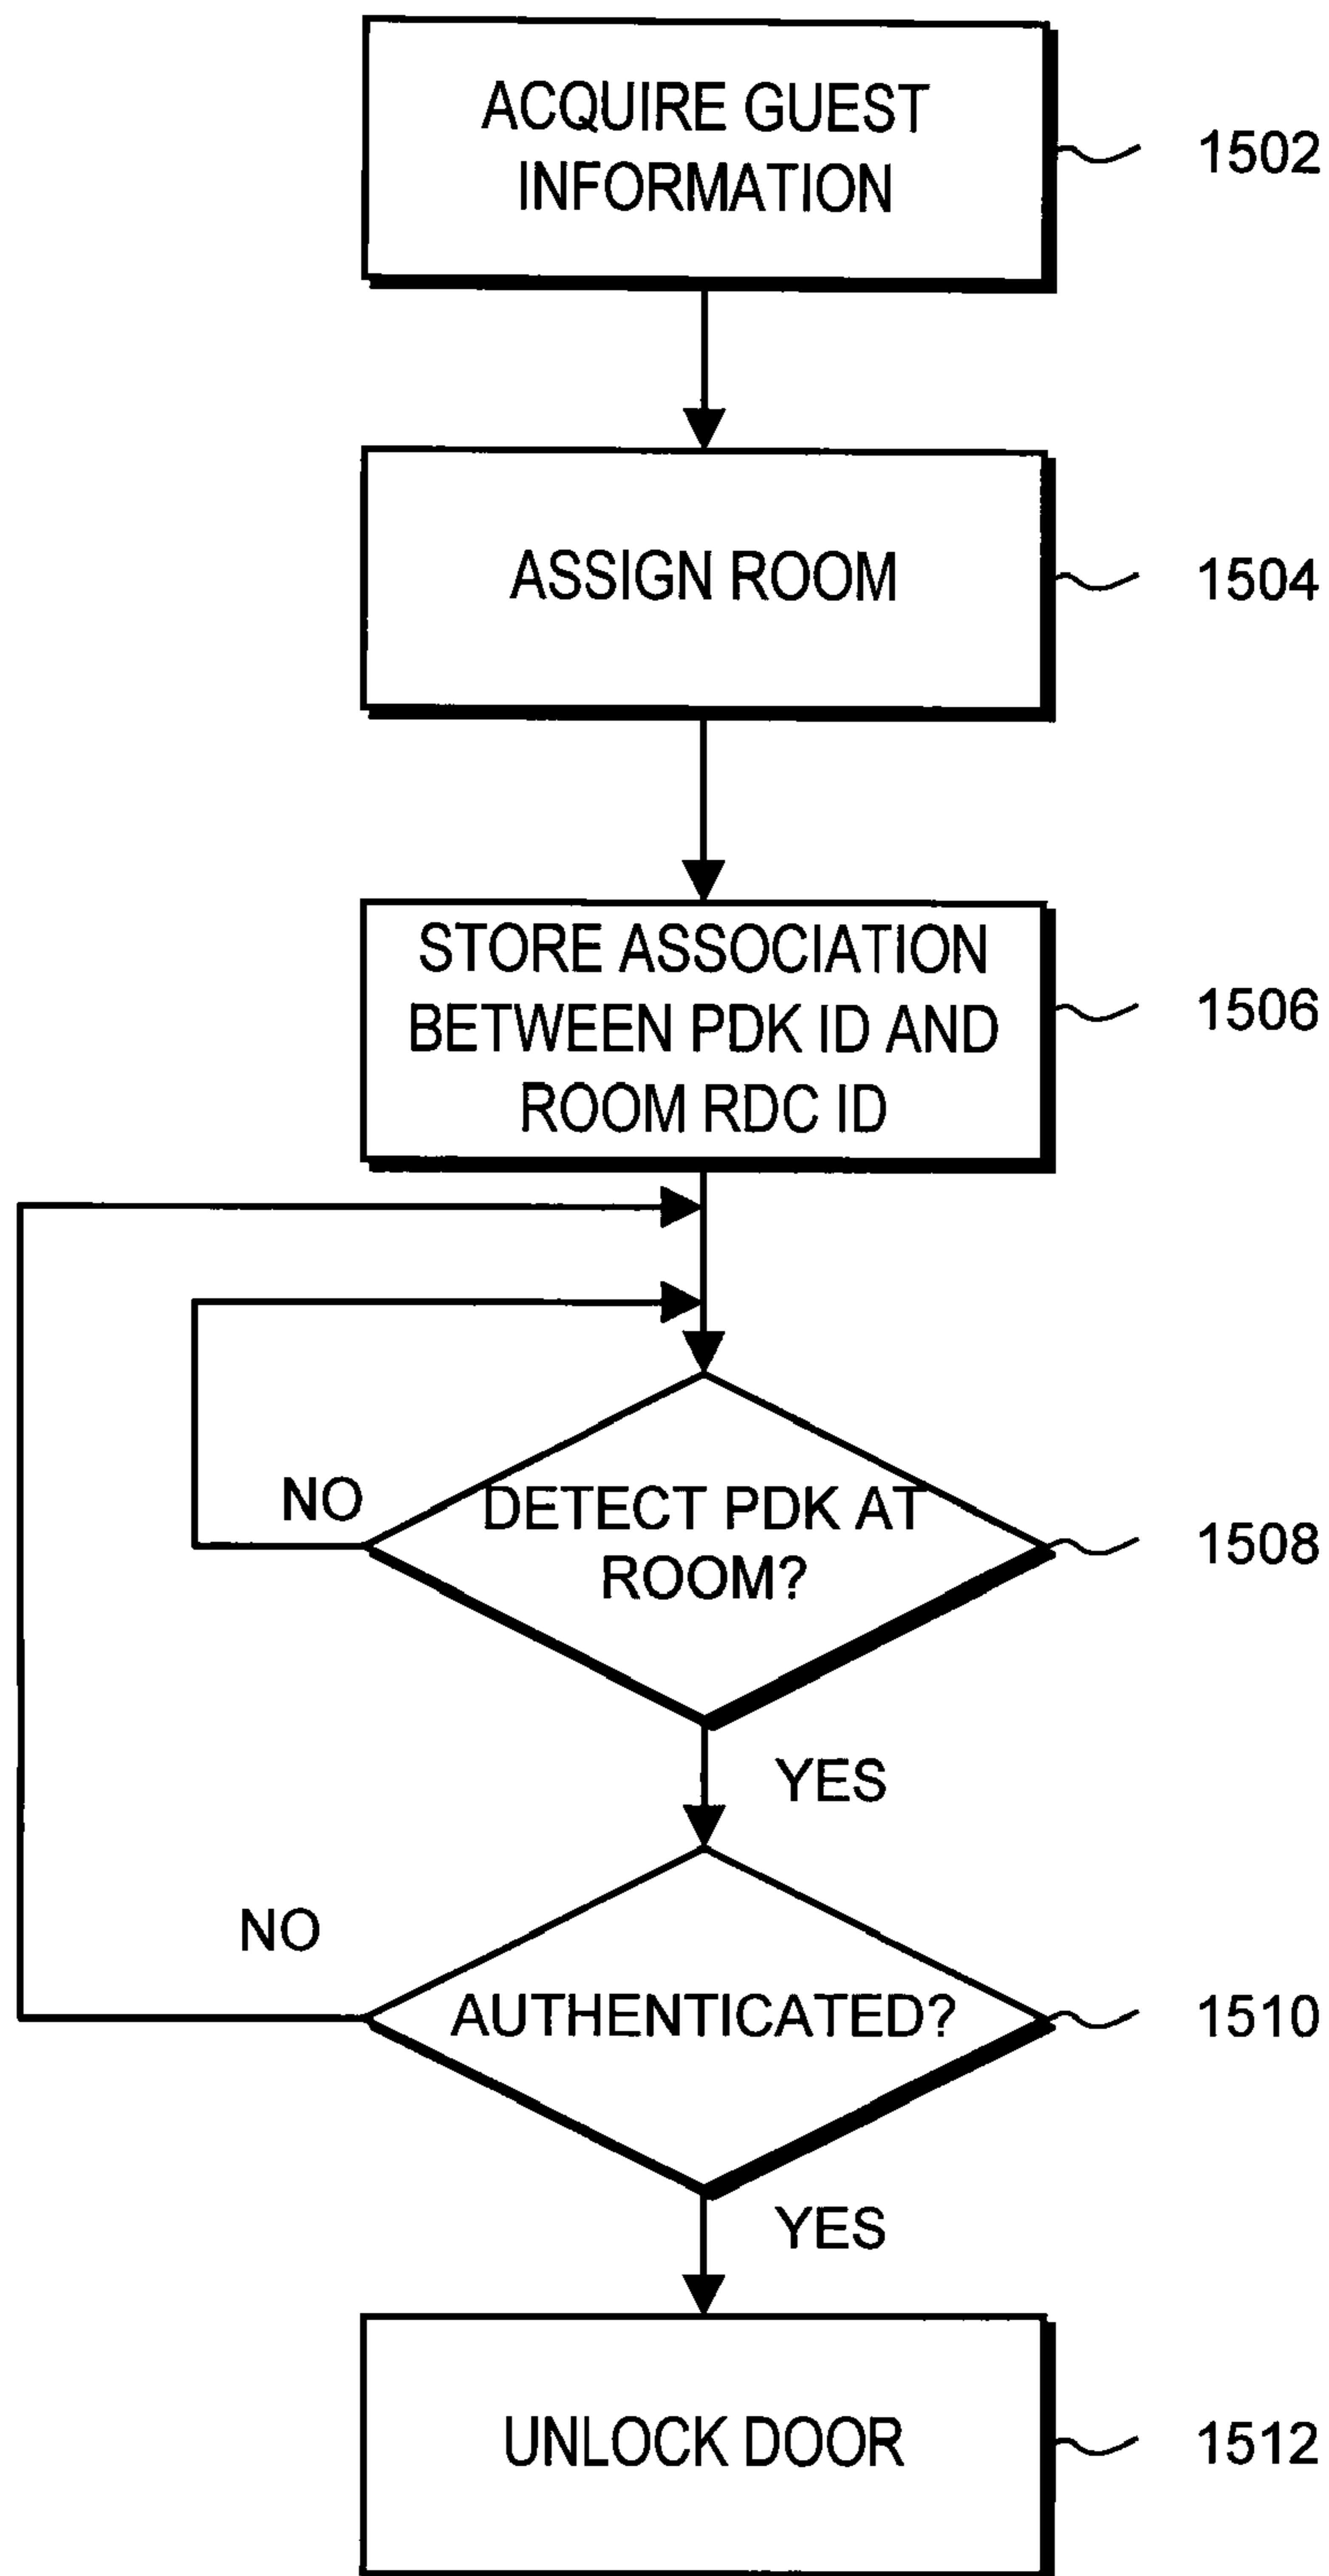 ACQUIRE GUEST
INFORMATION
1502
ASSIGN ROOM
1504
STORE ASSOCIATION
BETWEEN PDK ID AND
ROOM RDC ID
1506
NO
DETECT PDK AT
ROOM?
1508
YES
NO
AUTHENTICATED?
1510
YES
UNLOCK DOOR
1512